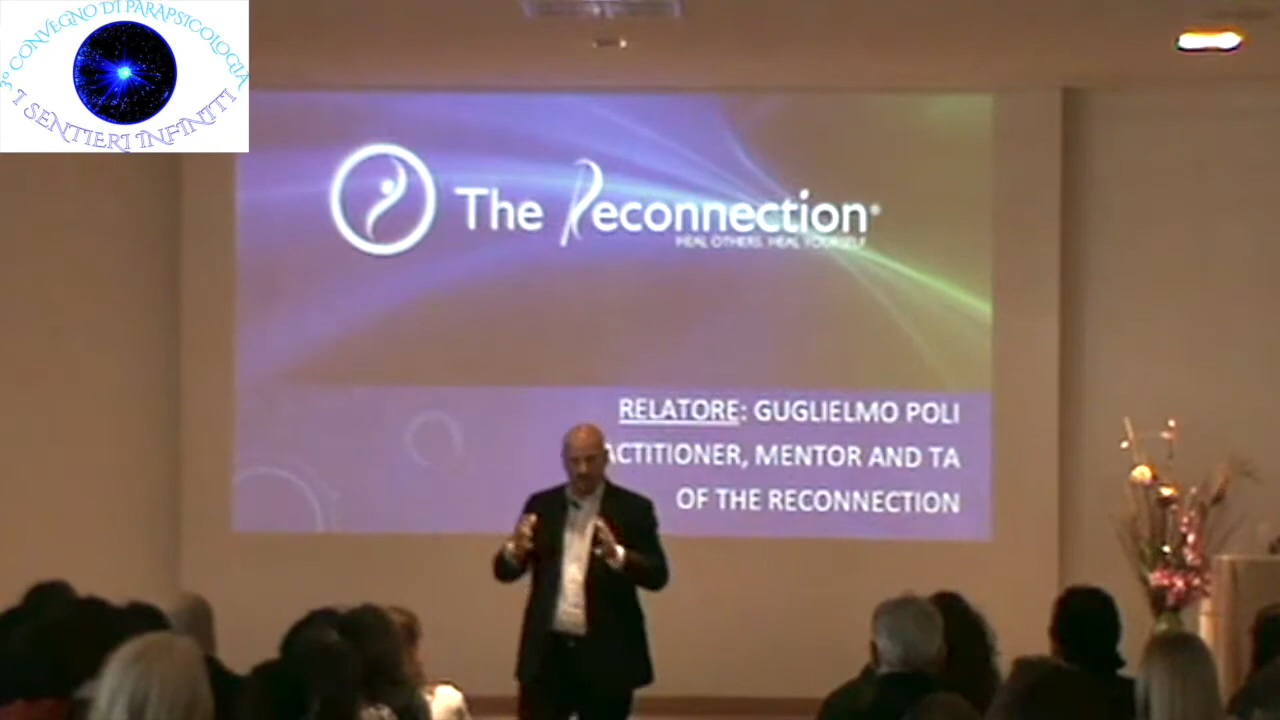 3° CONVEGNO DI PARAPSICOLOGIA
I SENTIERI INFINITI
The Reconnection®
HEAL OTHERS, HEAL YOURSELF
RELATORE: GUGLIELMO POLI
ACTITIONER, MENTOR AND TA
OF THE RECONNECTION